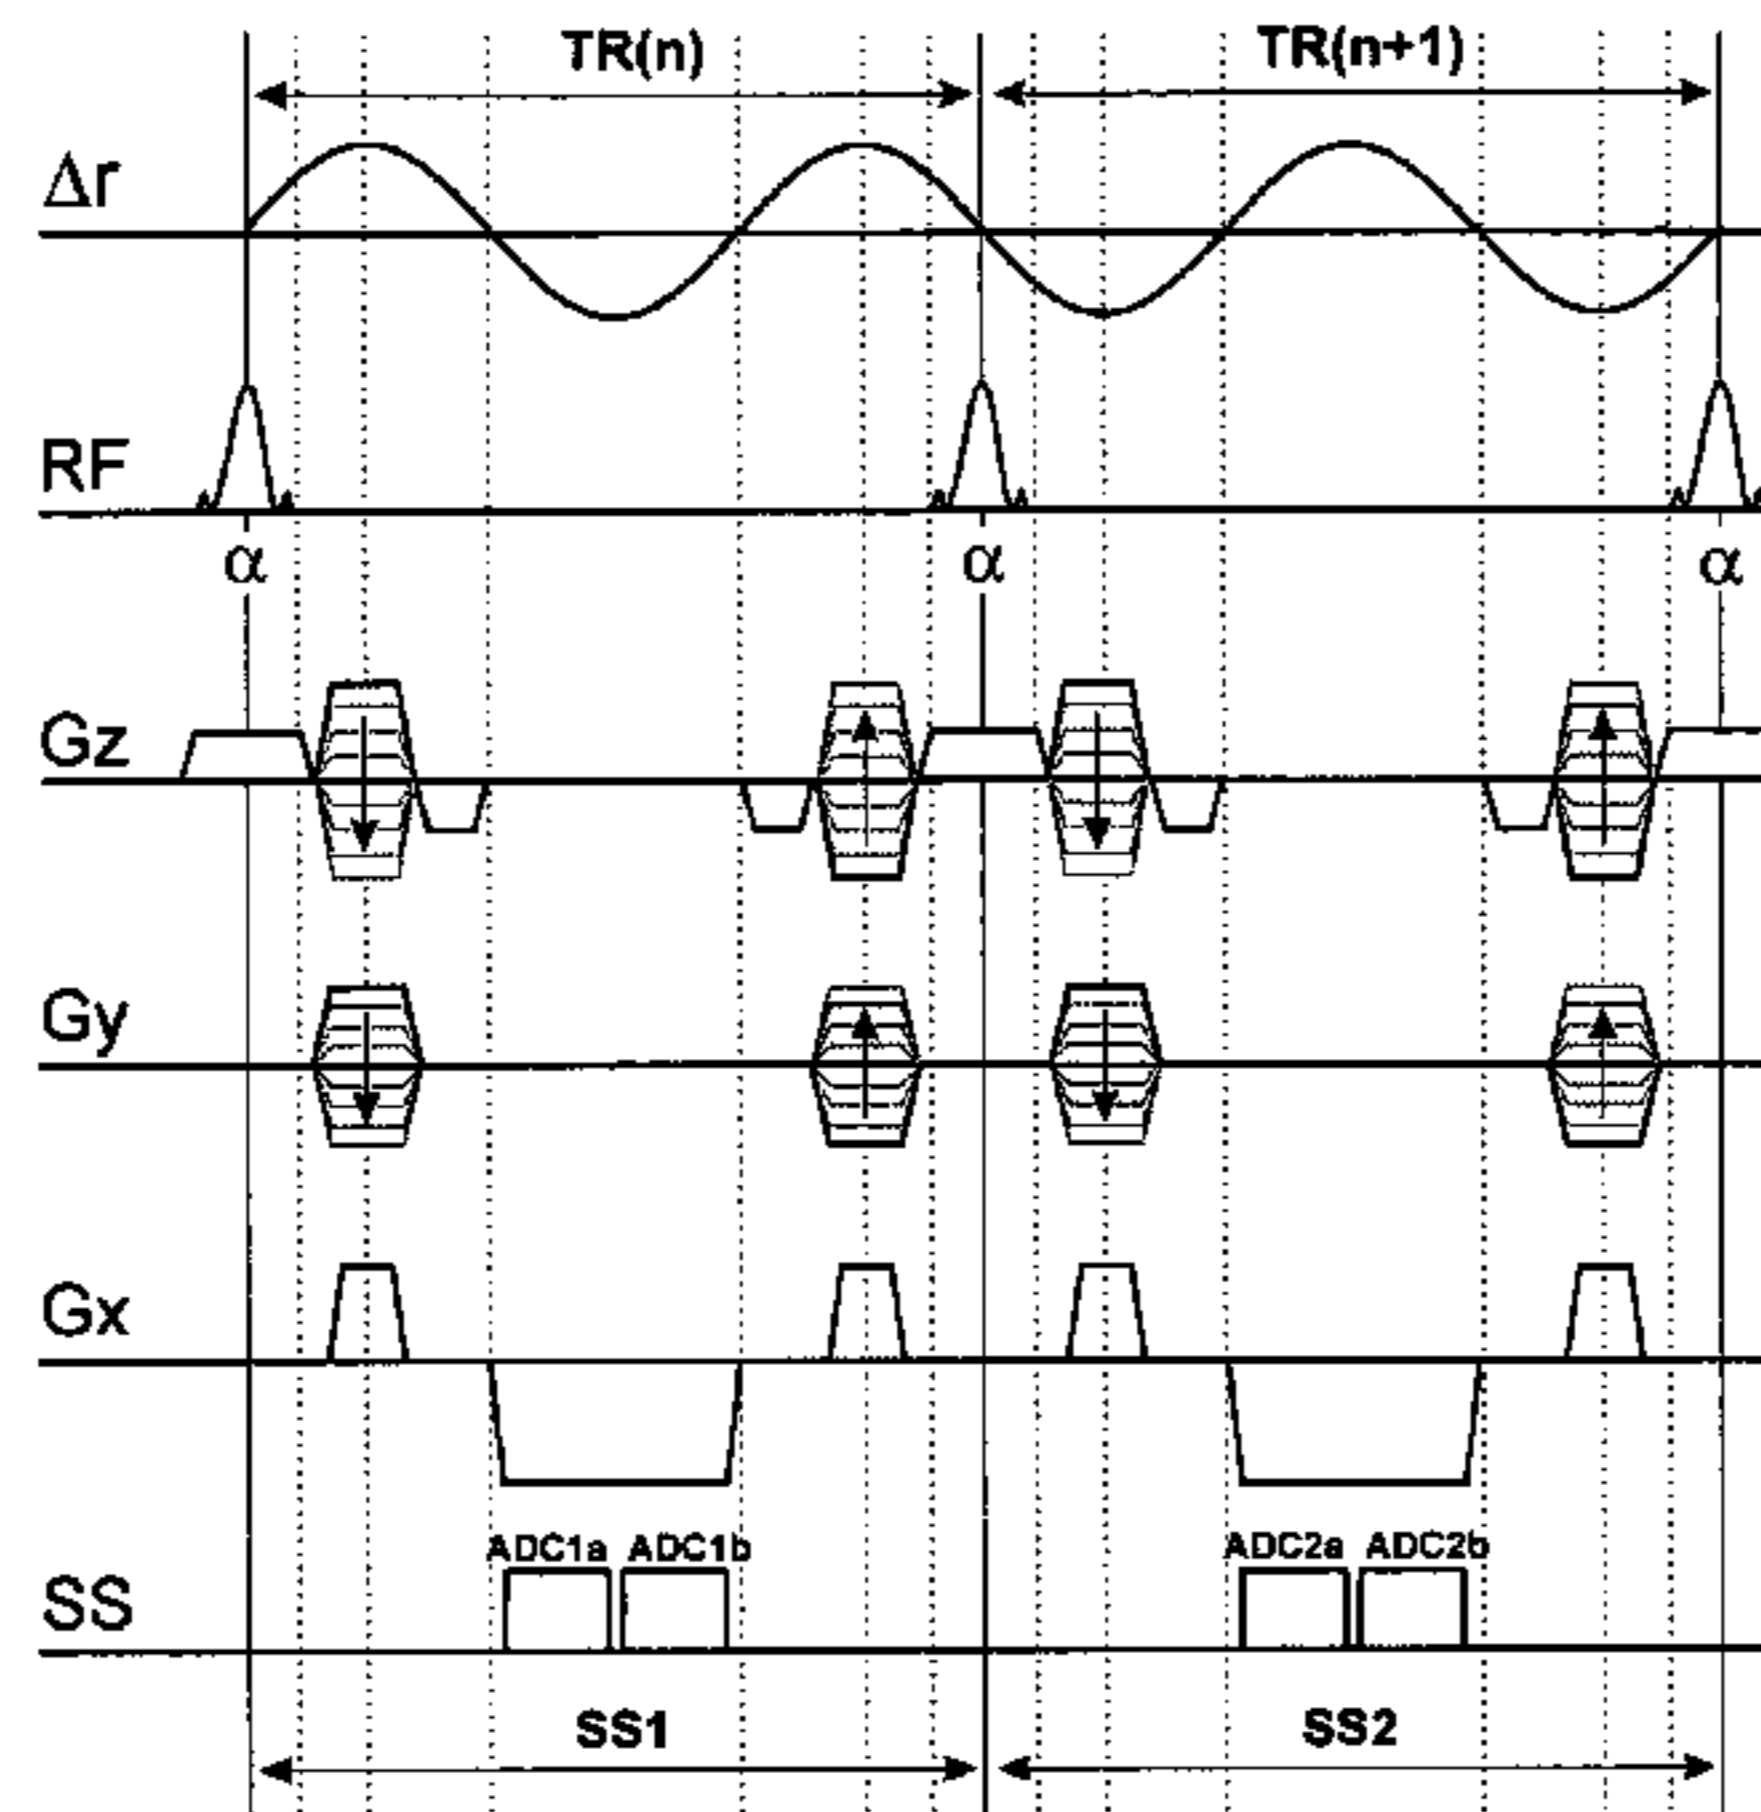 TR(n) TR(n+1)
Δr
RF
α α α
Gz
Gy
Gx
ADC1a ADC1b ADC2a ADC2b
SS
SS1 SS2